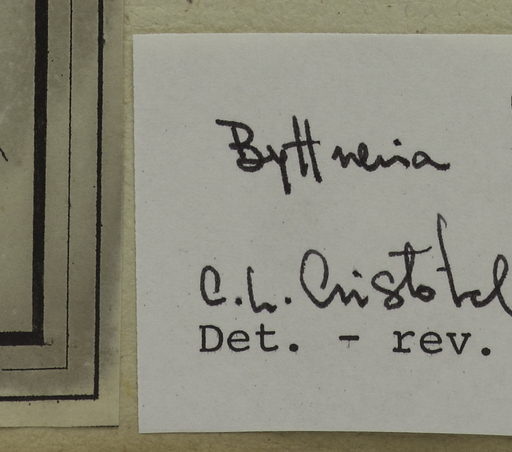 Byttneria
C. L. Cristóbal
Det. - rev.